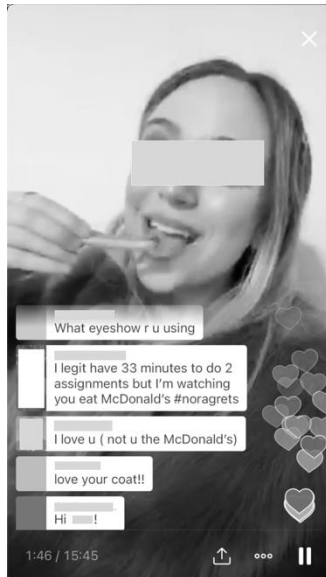 What eyeshow r u using
I legit have 33 minutes to do 2
assignments but I'm watching
you eat McDonald's #noragrets
I love u ( not u the McDonald's)
love your coat!!
Hi !
1:46 / 15:45